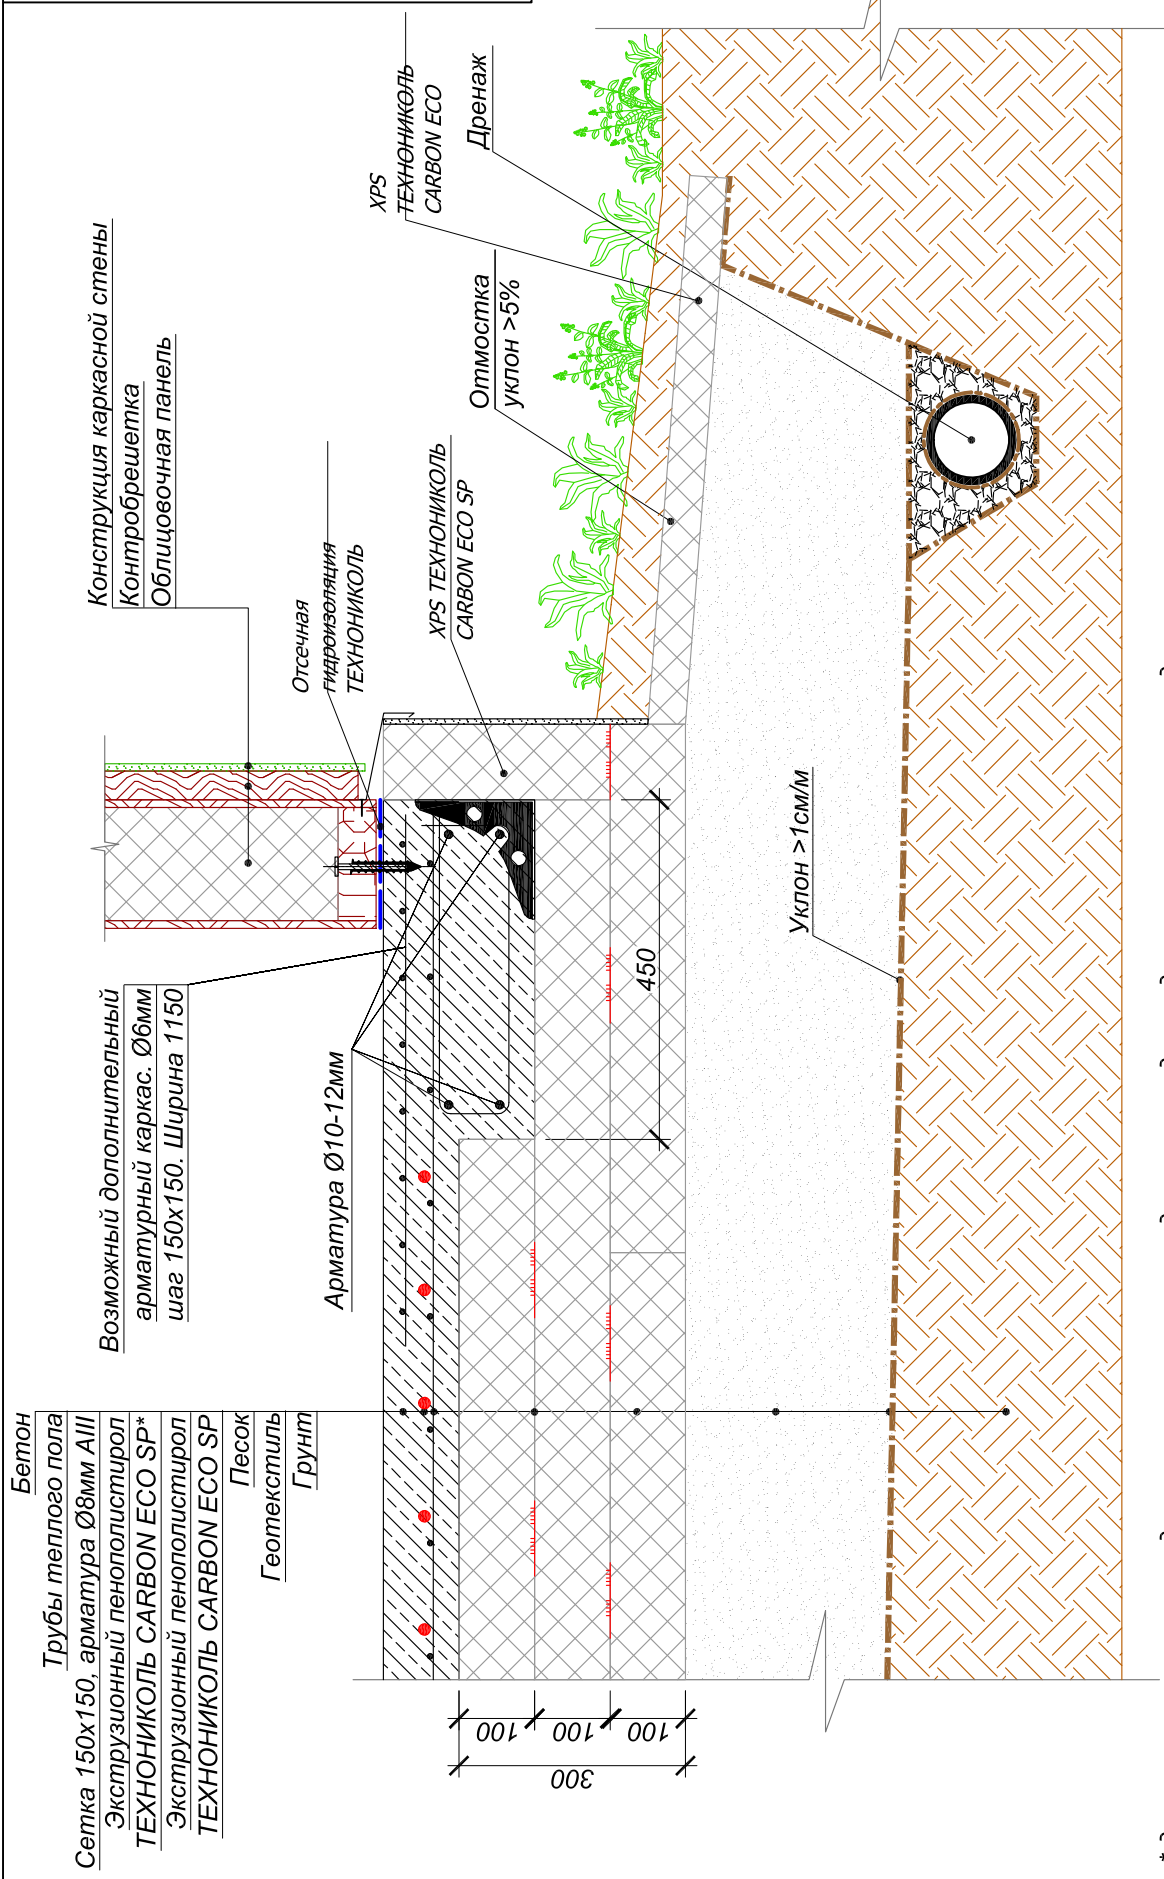 Бетон
Трубы теплого пола
Сетка 150х150, арматура Ø8мм АIII
Экструзионный пенополистирол
ТЕХНОНИКОЛЬ CARBON ECO SP*
Экструзионный пенополистирол
ТЕХНОНИКОЛЬ CARBON ECO SP
Песок
Геотекстиль
Грунт
Возможный дополнительный
арматурный каркас. Ø6мм
шаг 150х150. Ширина 1150
Арматура Ø10-12мм
Конструкция каркасной стены
Контробрешетка
Облицовочная панель
Отсечная
гидроизоляция
ТЕХНОНИКОЛЬ
XPS ТЕХНОНИКОЛЬ
CARBON ECO SP
Отмостка
уклон >5%
XPS
ТЕХНОНИКОЛЬ
CARBON ECO
Дренаж
Уклон >1см/м
450
100
100
100
300